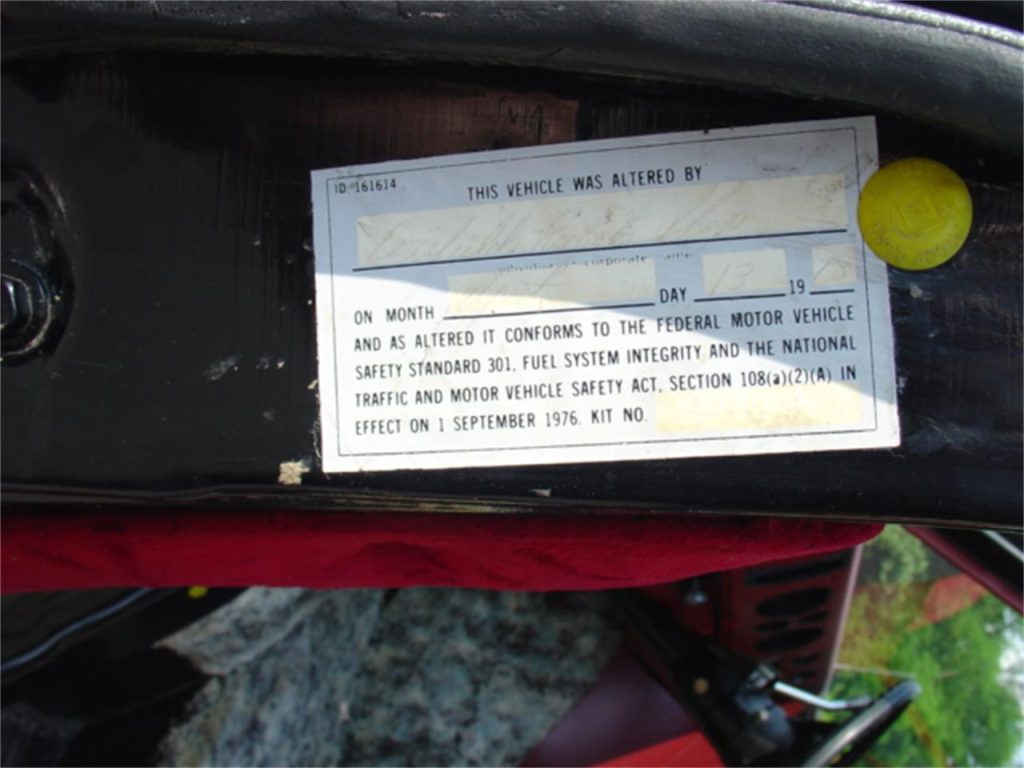 ID: 161614
THIS VEHICLE WAS ALTERED BY
corporate name
ON MONTH DAY 13 19
AND AS ALTERED IT CONFORMS TO THE FEDERAL MOTOR VEHICLE
SAFETY STANDARD 301, FUEL SYSTEM INTEGRITY AND THE NATIONAL
TRAFFIC AND MOTOR VEHICLE SAFETY ACT, SECTION 108(a)(2)(A) IN
EFFECT ON 1 SEPTEMBER 1976. KIT NO.